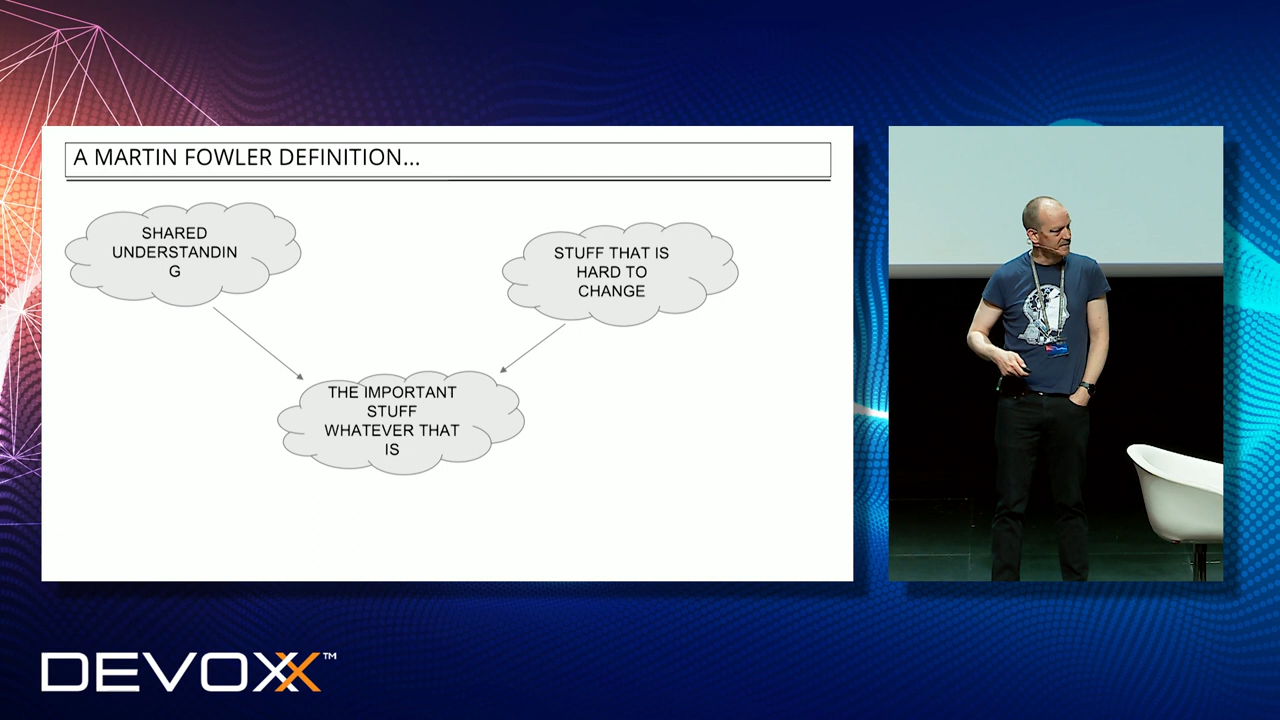 A MARTIN FOWLER DEFINITION...
SHARED
UNDERSTANDIN
G
STUFF THAT IS
HARD TO
CHANGE
THE IMPORTANT
STUFF
WHATEVER THAT
IS
DEVOXX™